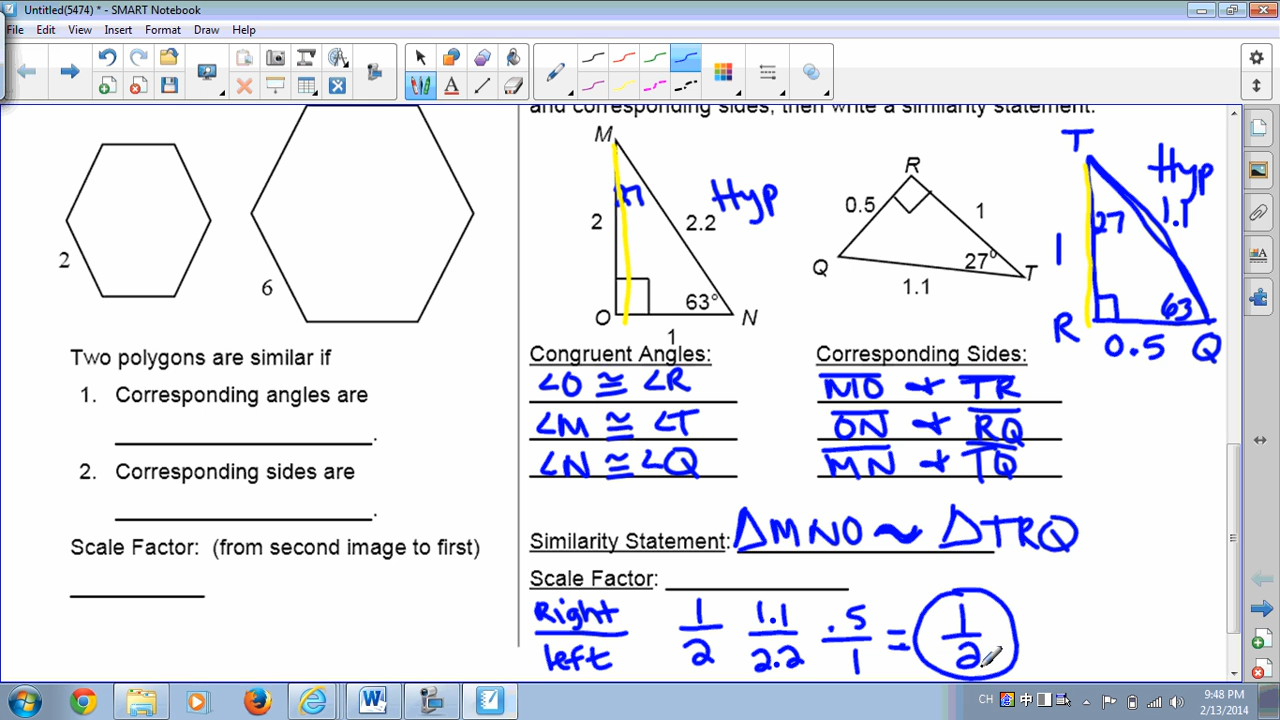 Untitled(5474) * - SMART Notebook
File Edit View Insert Format Draw Help
and corresponding sides, then write a similarity statement.
M
27
Hyp
2
2.2
O
63°
N
1
R
0.5
1
Q
27°
T
1.1
T
Hyp
1.1
27
1
63
R
0.5
Q
2
6
Two polygons are similar if
1. Corresponding angles are
.
2. Corresponding sides are
.
Scale Factor: (from second image to first)
Congruent Angles:
∠O ≅ ∠R
∠M ≅ ∠T
∠N ≅ ∠Q
Corresponding Sides:
MO + TR
ON + RQ
MN + TQ
Similarity Statement: ΔMNO ~ ΔTRQ
Scale Factor:
Right
left
1/2 1.1/2.2 .5/1 = 1/2
CH 中
9:48 PM
2/13/2014